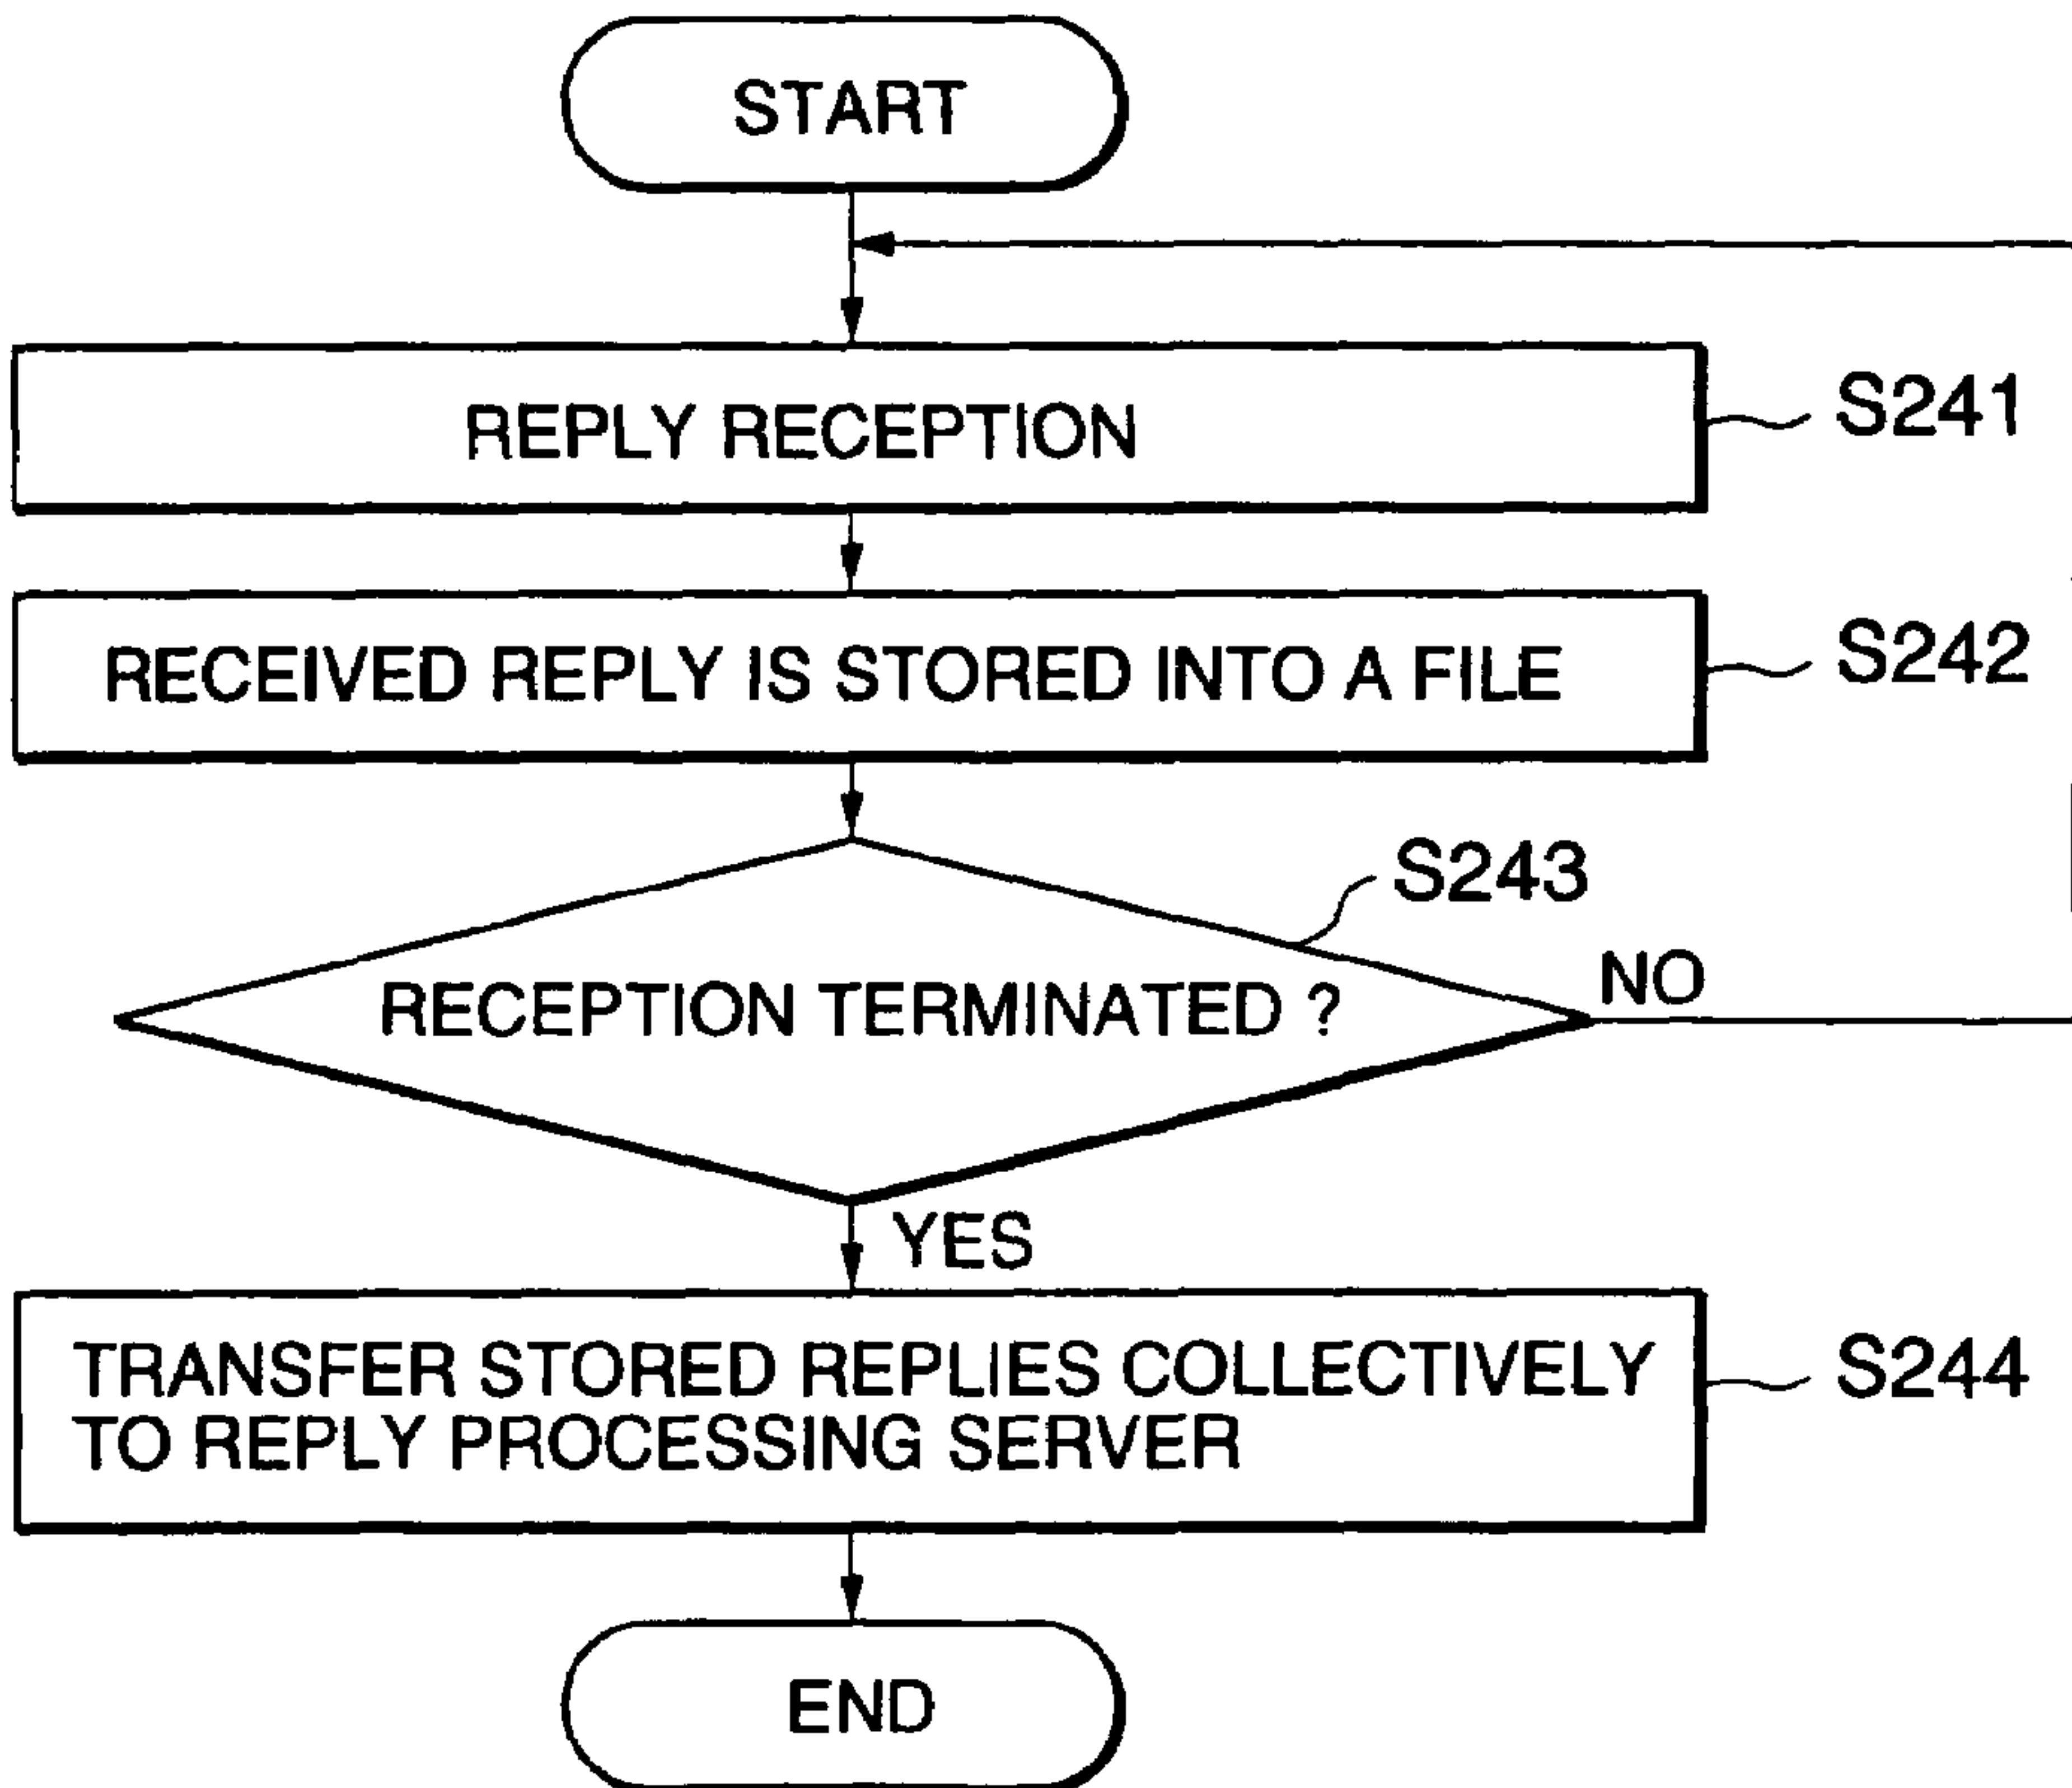 START
REPLY RECEPTION
S241
RECEIVED REPLY IS STORED INTO A FILE
S242
S243
RECEPTION TERMINATED ?
NO
YES
TRANSFER STORED REPLIES COLLECTIVELY
TO REPLY PROCESSING SERVER
S244
END